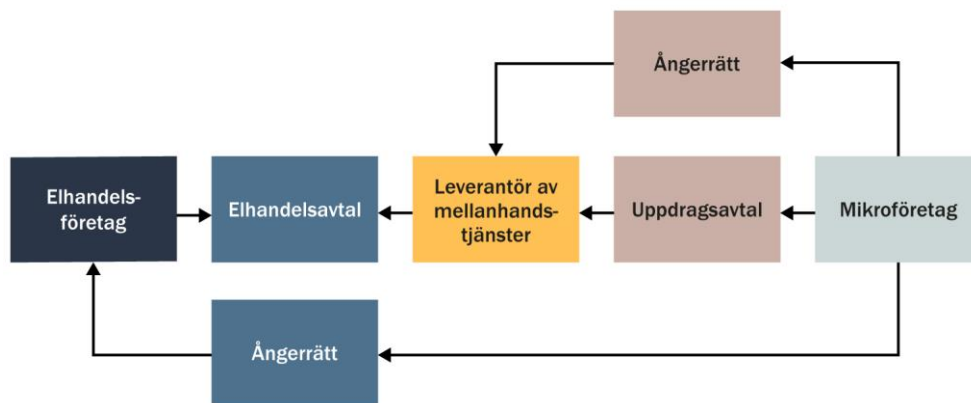 Ångerrätt
Elhandels-
företag
Elhandelsavtal
Leverantör av
mellanhands-
tjänster
Uppdragsavtal
Mikroföretag
Ångerrätt